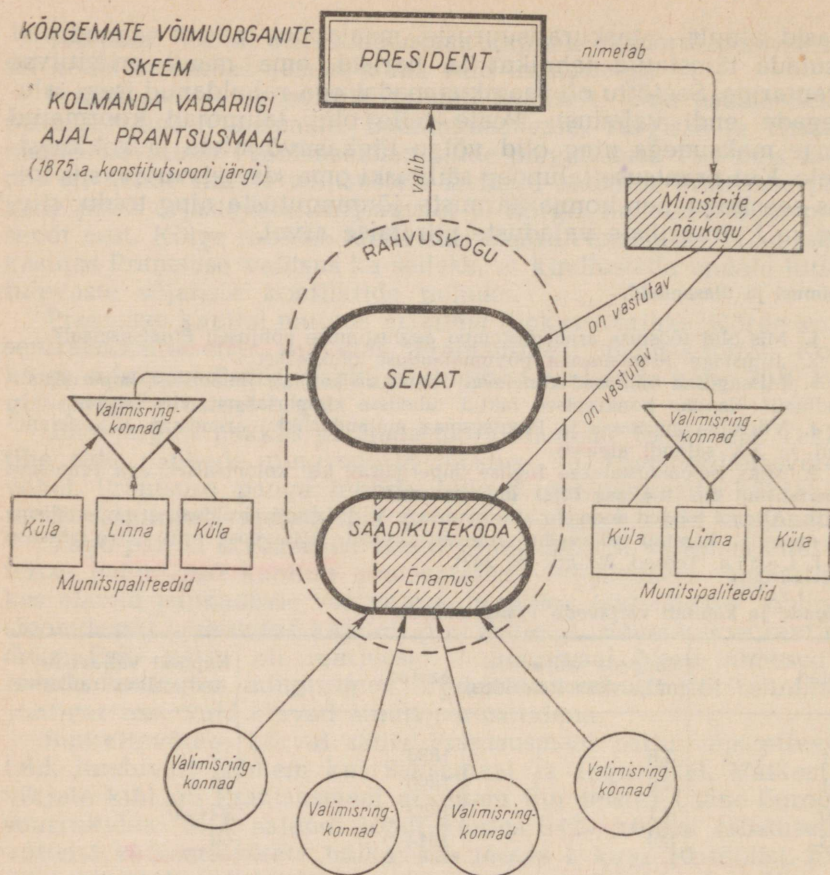 KÕRGEMATE VÕIMUORGANITE
SKEEM
KOLMANDA VABARIIGI
AJAL PRANTSUSMAAL
(1875.a. konstitutsiooni järgi)
PRESIDENT
nimetab
valib
Ministrite
nõukogu
RAHVUSKOGU
on vastutav
on vastutav
SENAT
Valimisring-
konnad
Küla
Linna
Küla
Munitsipaliteedid
Valimisring-
konnad
Küla
Linna
Küla
Munitsipaliteedid
SAADIKUTEKODA
Enamus
Valimisring-
konnad
Valimisring-
konnad
Valimisring-
konnad
Valimisring-
konnad